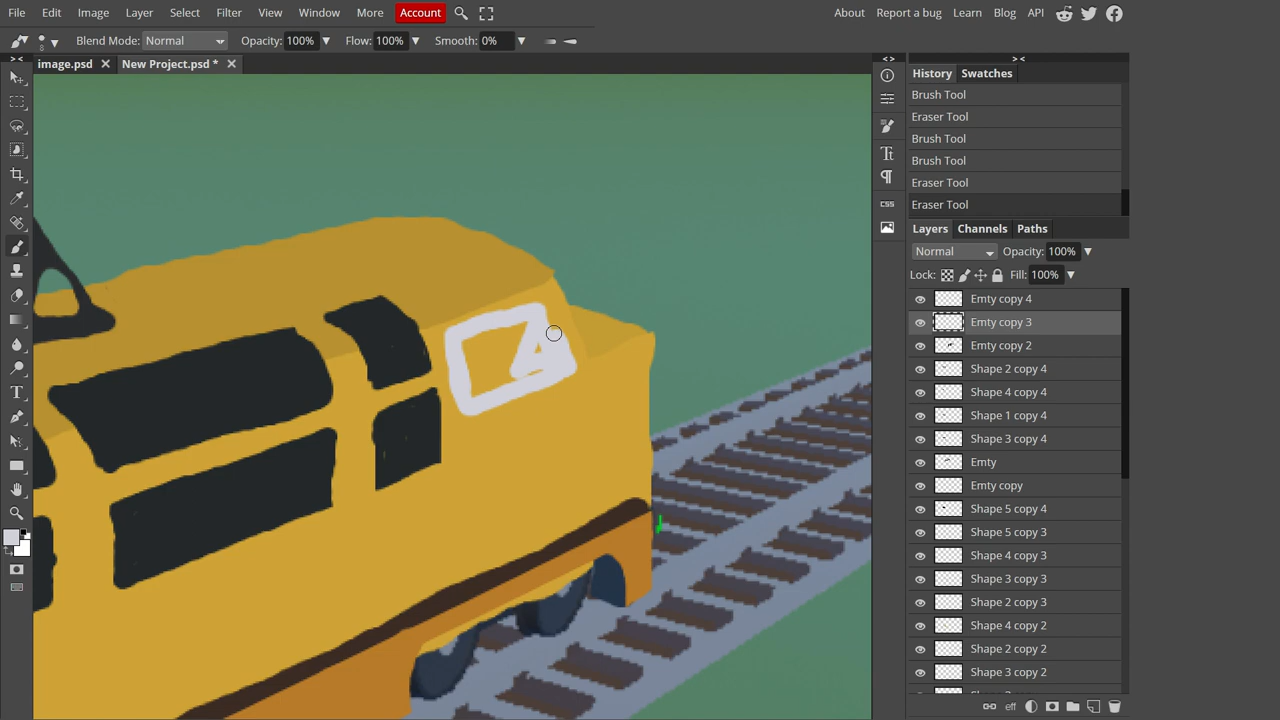 File Edit Image Layer Select Filter View Window More Account About Report a bug Learn Blog API
Blend Mode: Normal Opacity: 100% Flow: 100% Smooth: 0%
8
> < < > > <
image.psd New Project.psd *
History Swatches
Brush Tool
Eraser Tool
Brush Tool
Brush Tool
Eraser Tool
Eraser Tool
Layers Channels Paths
Normal Opacity: 100%
Lock: Fill: 100%
Emty copy 4
Emty copy 3
Emty copy 2
Shape 2 copy 4
Shape 4 copy 4
Shape 1 copy 4
Shape 3 copy 4
Emty
Emty copy
Shape 5 copy 4
Shape 5 copy 3
Shape 4 copy 3
Shape 3 copy 3
Shape 2 copy 3
Shape 4 copy 2
Shape 2 copy 2
Shape 3 copy 2
CSS
eff